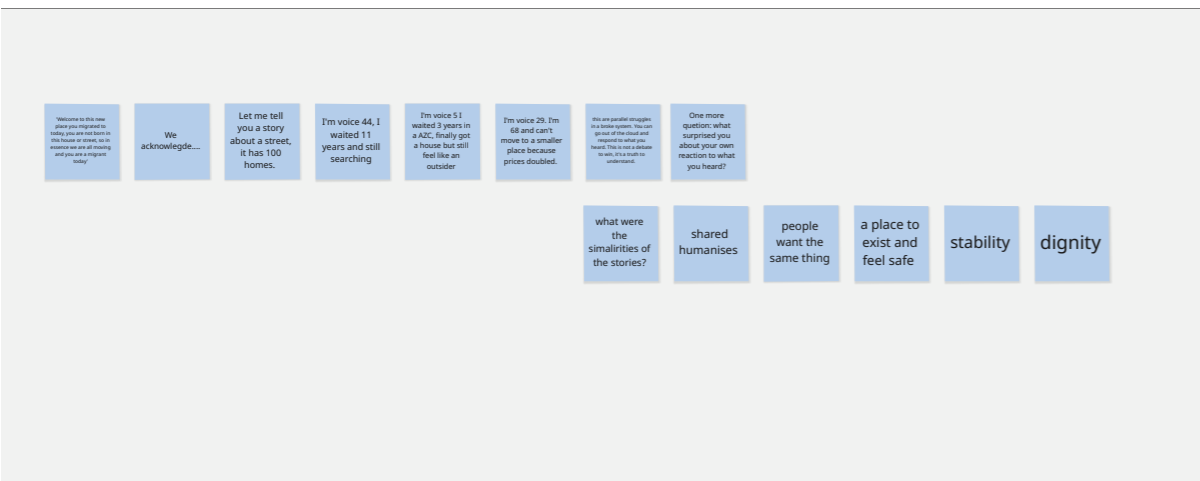 'Welcome to this new
place you migrated to
today, you are not born in
this house or street, so in
essence we are all moving
and you are a migrant
today'
We
acknowlegde....
Let me tell
you a story
about a street,
it has 100
homes.
I'm voice 44, I
waited 11
years and still
searching
I'm voice 5 I
waited 3 years in
a AZC, finally got
a house but still
feel like an
outsider
I'm voice 29. I'm
68 and can't
move to a smaller
place because
prices doubled.
this are parallel struggles
in a broke system. You can
go out of the cloud and
respond to what you
heard. This is not a debate
to win, it's a truth to
understand.
One more
quetion: what
surprised you
about your own
reaction to what
you heard?
what were
the
simalirities of
the stories?
shared
humanises
people
want the
same thing
a place to
exist and
feel safe
stability
dignity